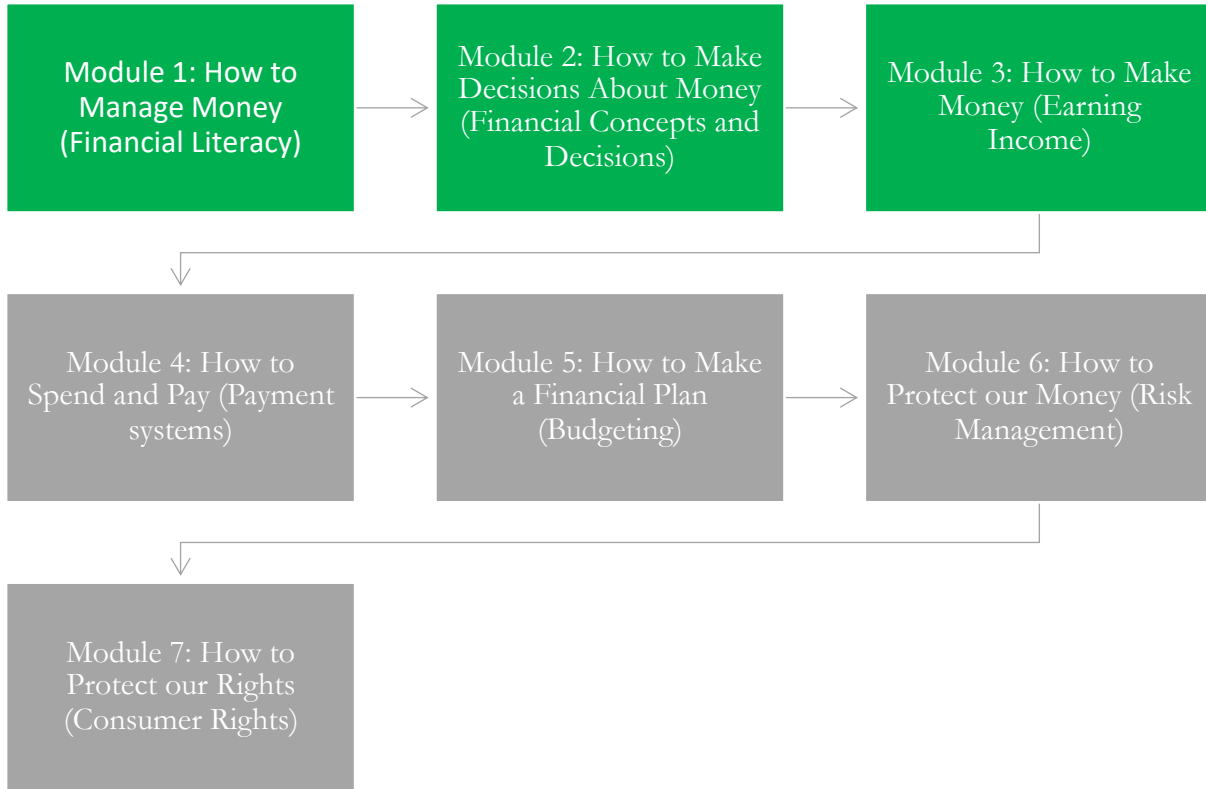 Module 1: How to
Manage Money
(Financial Literacy)
Module 2: How to Make
Decisions About Money
(Financial Concepts and
Decisions)
Module 3: How to Make
Money (Earning
Income)
Module 4: How to
Spend and Pay (Payment
systems)
Module 5: How to Make
a Financial Plan
(Budgeting)
Module 6: How to
Protect our Money (Risk
Management)
Module 7: How to
Protect our Rights
(Consumer Rights)